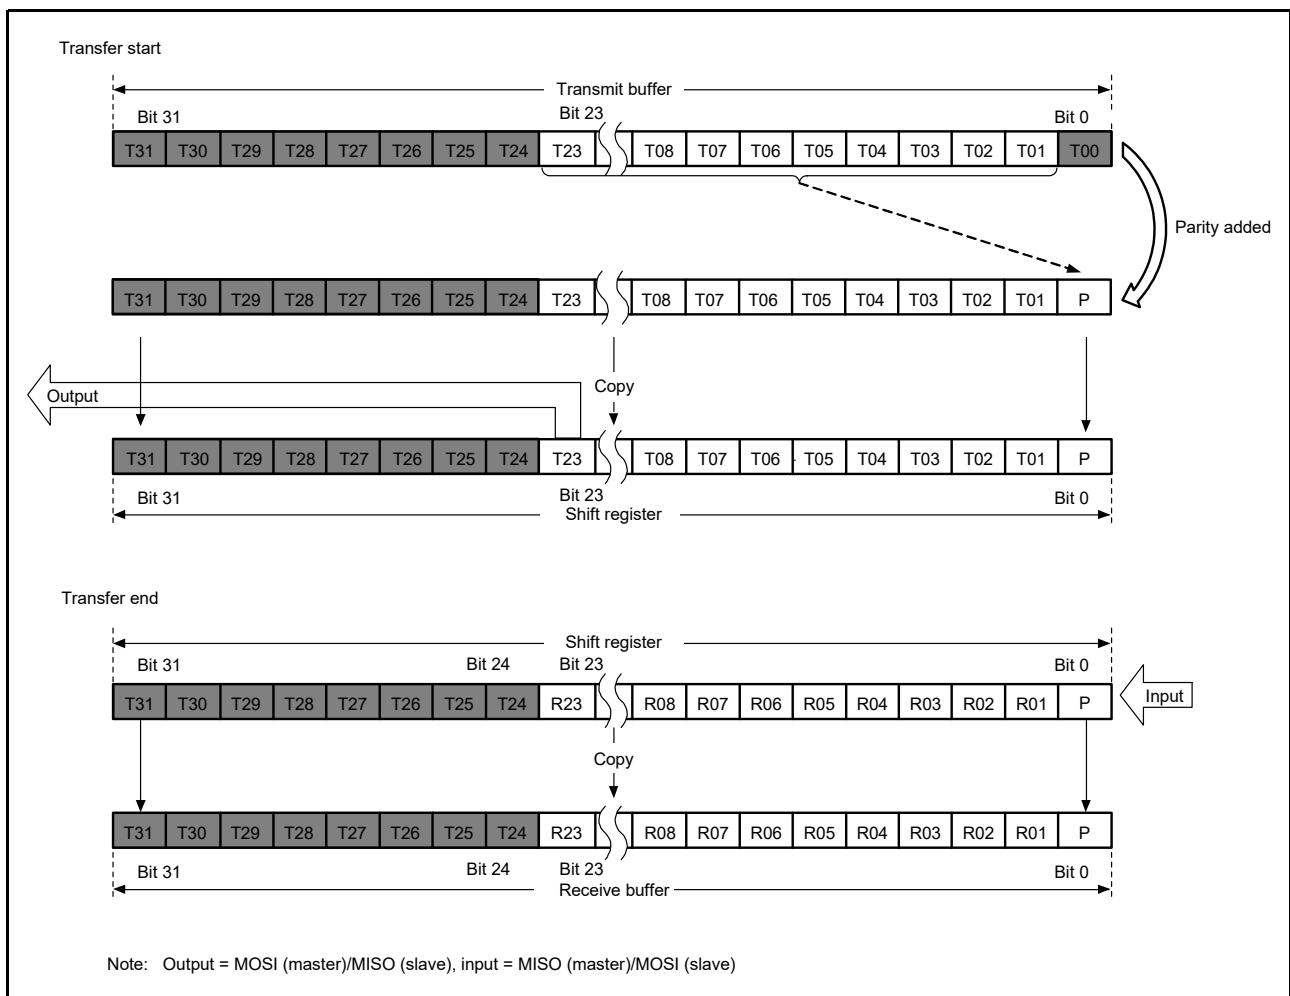 Transfer start
Transmit buffer
Bit 31 Bit 23 Bit 0
T31 T30 T29 T28 T27 T26 T25 T24 T23 T08 T07 T06 T05 T04 T03 T02 T01 T00
Parity added
T31 T30 T29 T28 T27 T26 T25 T24 T23 T08 T07 T06 T05 T04 T03 T02 T01 P
Copy
Output
T31 T30 T29 T28 T27 T26 T25 T24 T23 T08 T07 T06 T05 T04 T03 T02 T01 P
Bit 31 Bit 23 Bit 0
Shift register
Transfer end
Shift register
Bit 31 Bit 24 Bit 23 Bit 0
T31 T30 T29 T28 T27 T26 T25 T24 R23 R08 R07 R06 R05 R04 R03 R02 R01 P
Input
Copy
T31 T30 T29 T28 T27 T26 T25 T24 R23 R08 R07 R06 R05 R04 R03 R02 R01 P
Bit 31 Bit 24 Bit 23 Bit 0
Receive buffer
Note: Output = MOSI (master)/MISO (slave), input = MISO (master)/MOSI (slave)